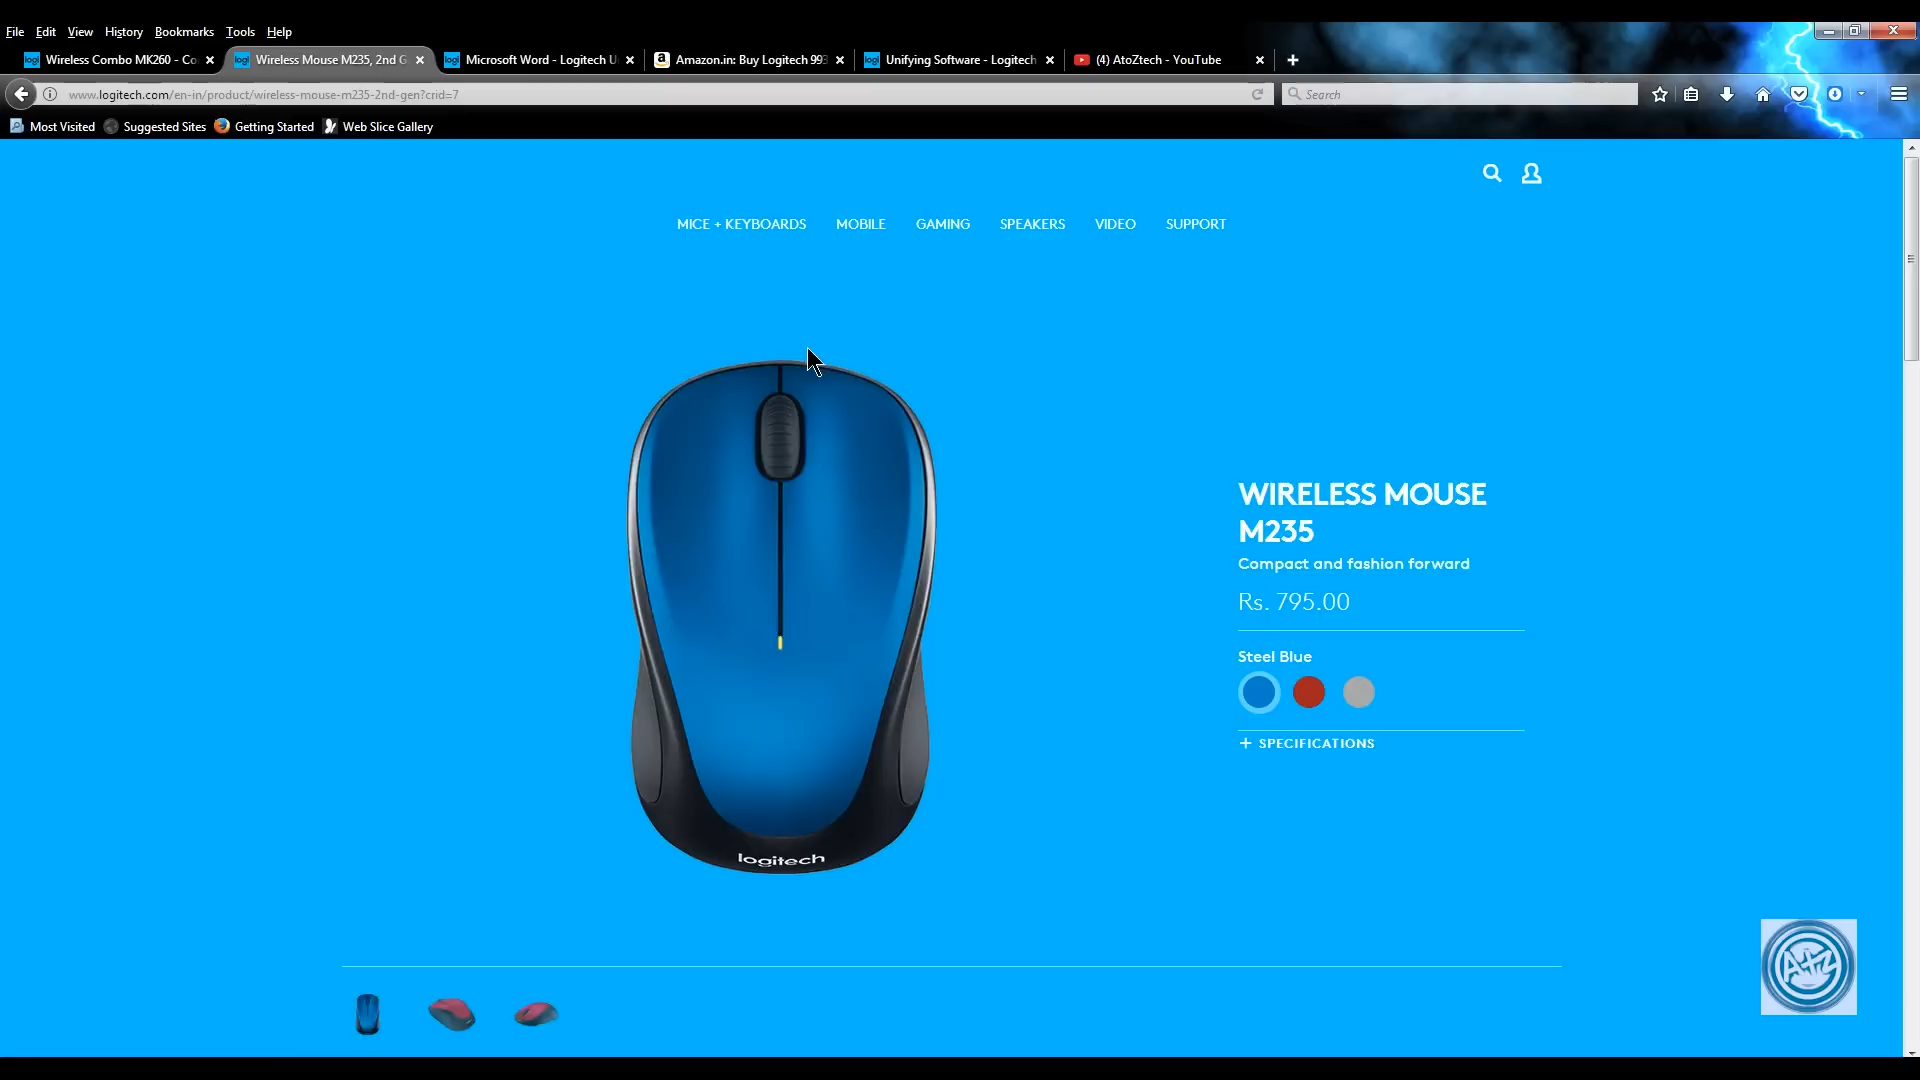 File Edit View History Bookmarks Tools Help
Wireless Combo MK260 - Co
Wireless Mouse M235, 2nd G
Microsoft Word - Logitech U
Amazon.in: Buy Logitech 993
Unifying Software - Logitech
(4) AtoZtech - YouTube
www.logitech.com/en-in/product/wireless-mouse-m235-2nd-gen?crid=7
Search
Most Visited Suggested Sites Getting Started Web Slice Gallery
MICE + KEYBOARDS MOBILE GAMING SPEAKERS VIDEO SUPPORT
WIRELESS MOUSE
M235
Compact and fashion forward
Rs. 795.00
Steel Blue
+ SPECIFICATIONS
logitech
AtZ